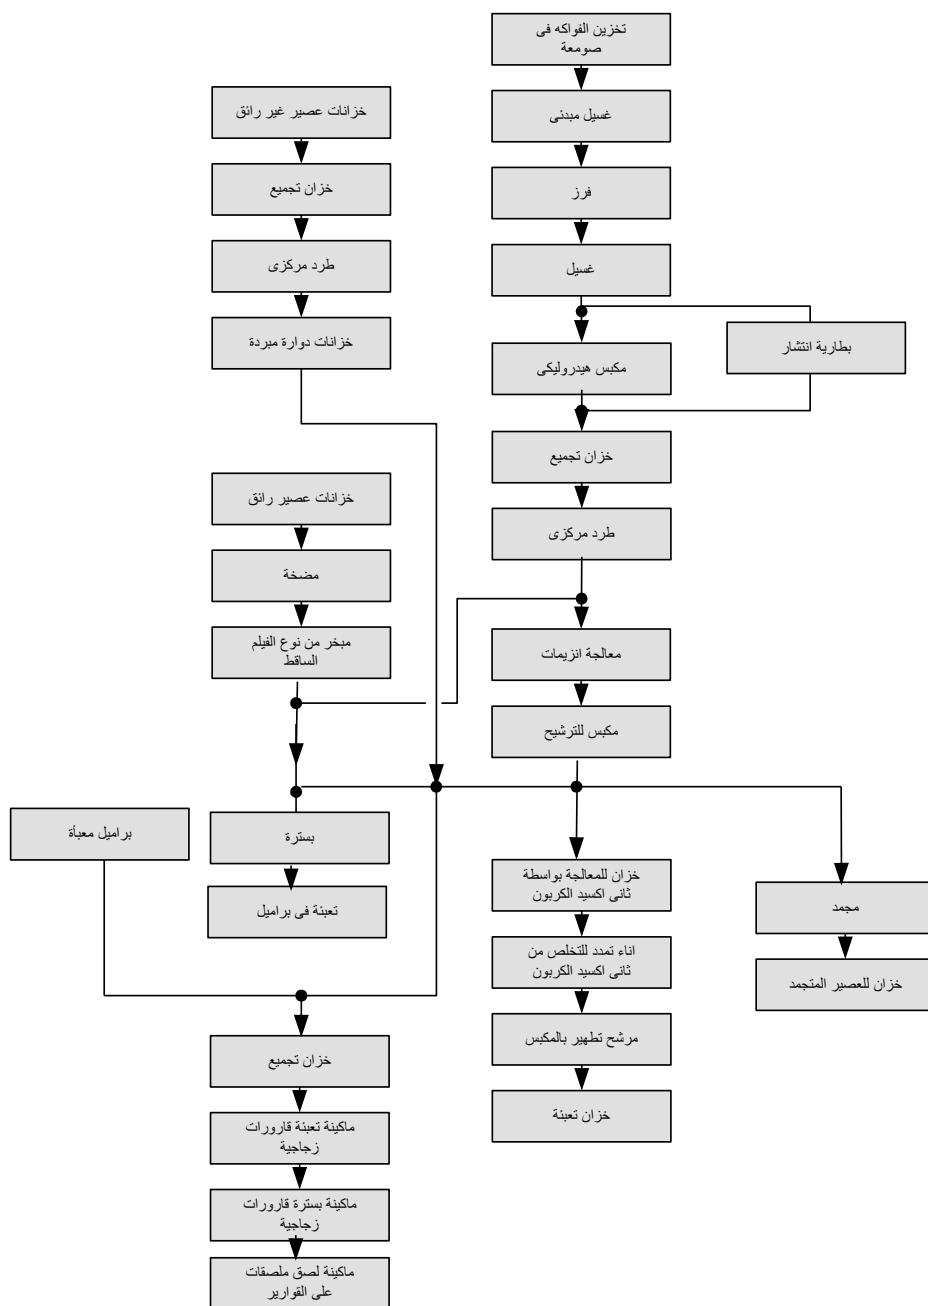 تخزين الفواكه فى
صومعة
غسيل مبدئى
فرز
غسيل
بطارية انتشار
مكبس هيدروليكى
خزان تجميع
طرد مركزى
معالجة انزيمات
مكبس للترشيح
خزانات عصير غير رائق
خزان تجميع
طرد مركزى
خزانات دوارة مبردة
خزانات عصير رائق
مضخة
مبخر من نوع الفيلم
الساقط
براميل معبأة
بسترة
تعبئة فى براميل
خزان للمعالجة بواسطة
ثانى اكسيد الكربون
اناء تمدد للتخلص من
ثانى اكسيد الكربون
مرشح تطهير بالمكبس
خزان تعبئة
مجمد
خزان للعصير المتجمد
خزان تجميع
ماكينة تعبئة قارورات
زجاجية
ماكينة بسترة قارورات
زجاجية
ماكينة لصق ملصقات
على القوارير